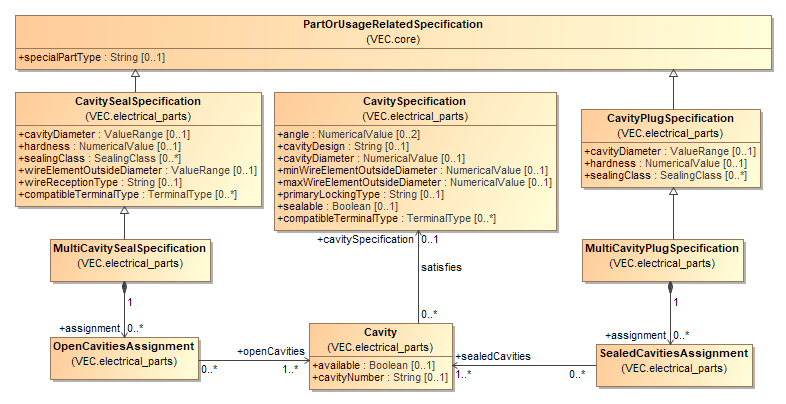 PartOrUsageRelatedSpecification
(VEC.core)
+specialPartType : String [0..1]
CavitySealSpecification
(VEC.electrical_parts)
+cavityDiameter : ValueRange [0..1]
+hardness : NumericalValue [0..1]
+sealingClass : SealingClass [0..*]
+wireElementOutsideDiameter : ValueRange [0..1]
+wireReceptionType : String [0..1]
+compatibleTerminalType : TerminalType [0..*]
CavitySpecification
(VEC.electrical_parts)
+angle : NumericalValue [0..2]
+cavityDesign : String [0..1]
+cavityDiameter : NumericalValue [0..1]
+minWireElementOutsideDiameter : NumericalValue [0..1]
+maxWireElementOutsideDiameter : NumericalValue [0..1]
+primaryLockingType : String [0..1]
+sealable : Boolean [0..1]
+compatibleTerminalType : TerminalType [0..*]
CavityPlugSpecification
(VEC.electrical_parts)
+cavityDiameter : ValueRange [0..1]
+hardness : NumericalValue [0..1]
+sealingClass : SealingClass [0..*]
MultiCavitySealSpecification
(VEC.electrical_parts)
+cavitySpecification 0..1
MultiCavityPlugSpecification
(VEC.electrical_parts)
satisfies
1
1
0..*
+assignment 0..*
+assignment 0..*
OpenCavitiesAssignment
(VEC.electrical_parts)
+openCavities
0..*
1..*
Cavity
(VEC.electrical_parts)
+available : Boolean [0..1]
+cavityNumber : String [0..1]
+sealedCavities
1..*
0..*
SealedCavitiesAssignment
(VEC.electrical_parts)